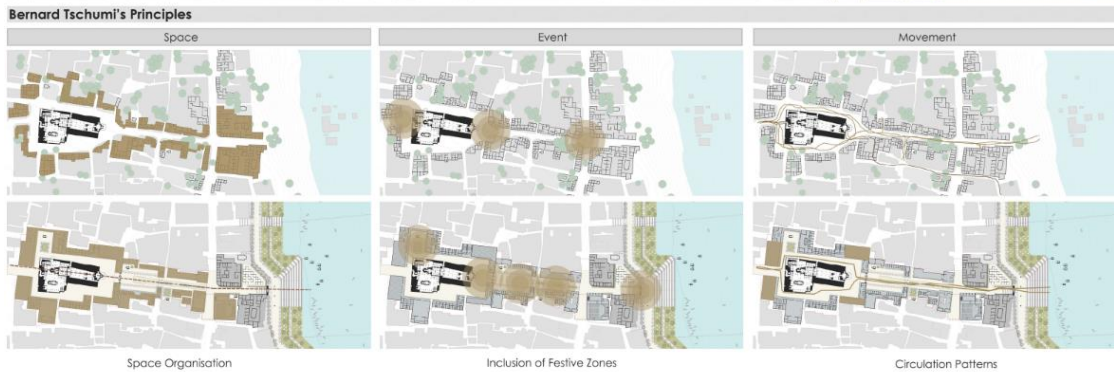 Bernard Tschumi's Principles
Space
Event
Movement
Space Organisation
Inclusion of Festive Zones
Circulation Patterns